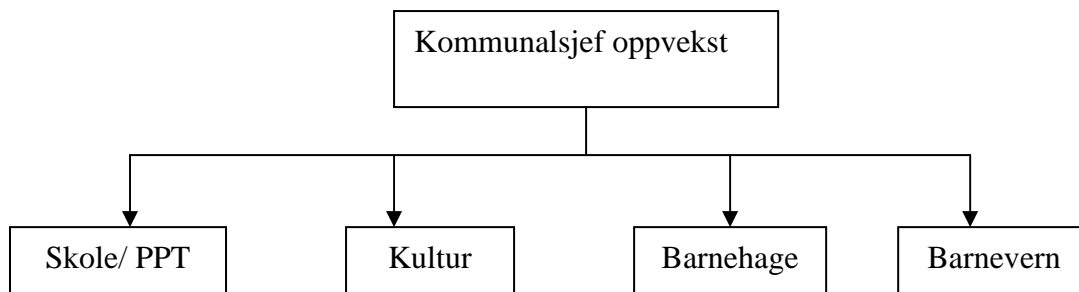 Kommunalsjef oppvekst
Skole/ PPT
Kultur
Barnehage
Barnevern